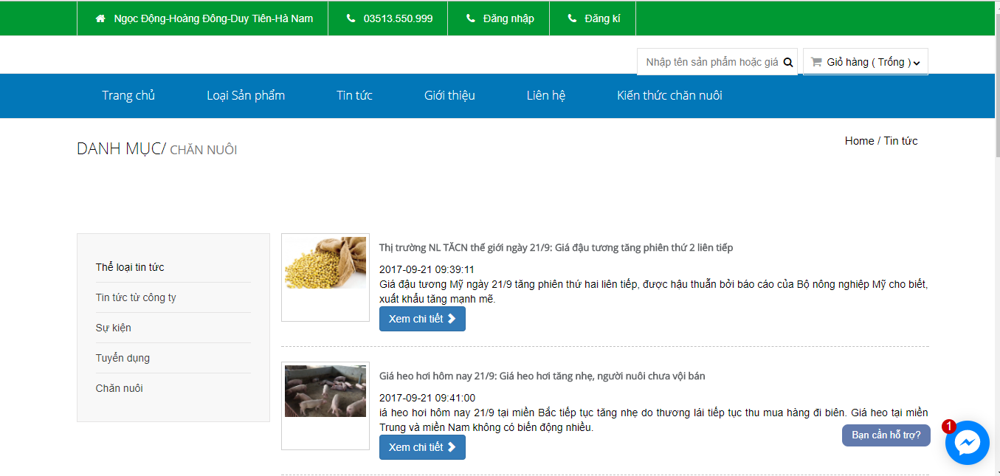 Ngọc Động-Hoàng Đông-Duy Tiên-Hà Nam 03513.550.999 Đăng nhập Đăng kí
Nhập tên sản phẩm hoặc giá Giỏ hàng ( Trống )
Trang chủ Loại Sản phẩm Tin tức Giới thiệu Liên hệ Kiến thức chăn nuôi
DANH MỤC/ CHĂN NUÔI
Home / Tin tức
Thể loại tin tức
Tin tức từ công ty
Sự kiện
Tuyển dụng
Chăn nuôi
Thị trường NL TĂCN thế giới ngày 21/9: Giá đậu tương tăng phiên thứ 2 liên tiếp
2017-09-21 09:39:11
Giá đậu tương Mỹ ngày 21/9 tăng phiên thứ hai liên tiếp, được hậu thuẫn bởi báo cáo của Bộ nông nghiệp Mỹ cho biết,
xuất khẩu tăng mạnh mẽ.
Xem chi tiết
Giá heo hơi hôm nay 21/9: Giá heo hơi tăng nhẹ, người nuôi chưa vội bán
2017-09-21 09:41:00
iá heo hơi hôm nay 21/9 tại miền Bắc tiếp tục tăng nhẹ do thương lái tiếp tục thu mua hàng đi biên. Giá heo tại miền
Trung và miền Nam không có biến động nhiều.
Xem chi tiết
Bạn cần hỗ trợ?
1